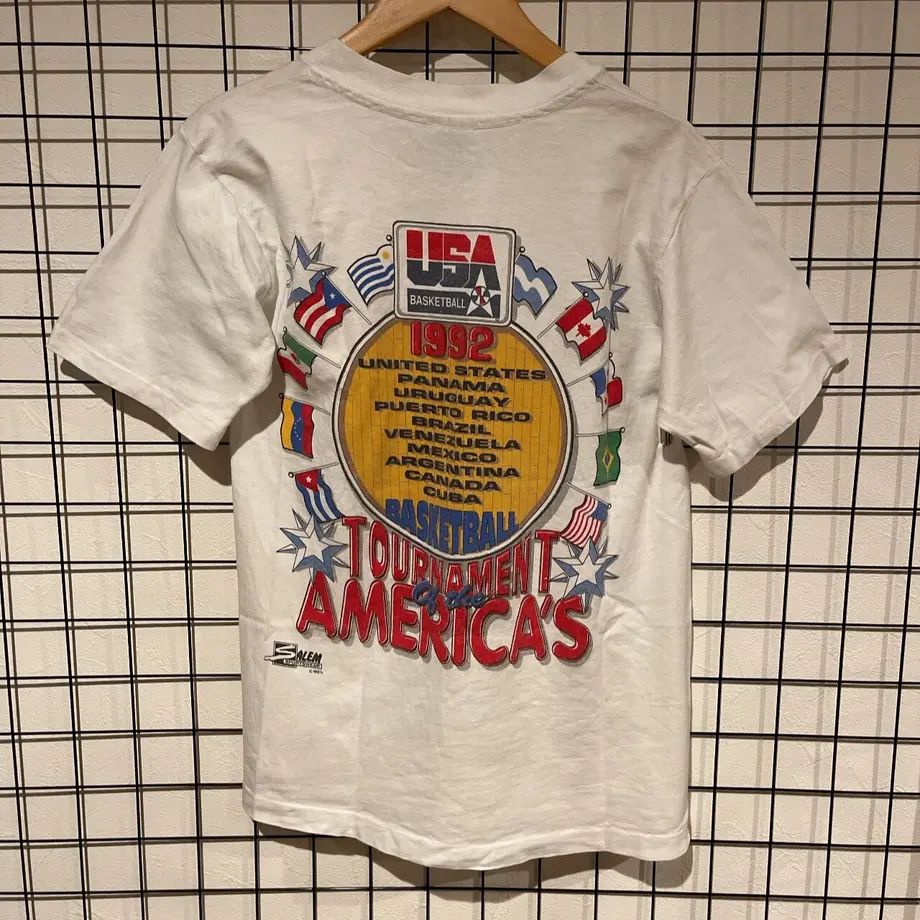 USA
BASKETBALL
1992
UNITED STATES
PANAMA
URUGUAY
PUERTO RICO
BRAZIL
VENEZUELA
MEXICO
ARGENTINA
CANADA
CUBA
BASKETBALL
TOURNAMENT
of the
AMERICA'S
SALEM
SPORTSWEAR